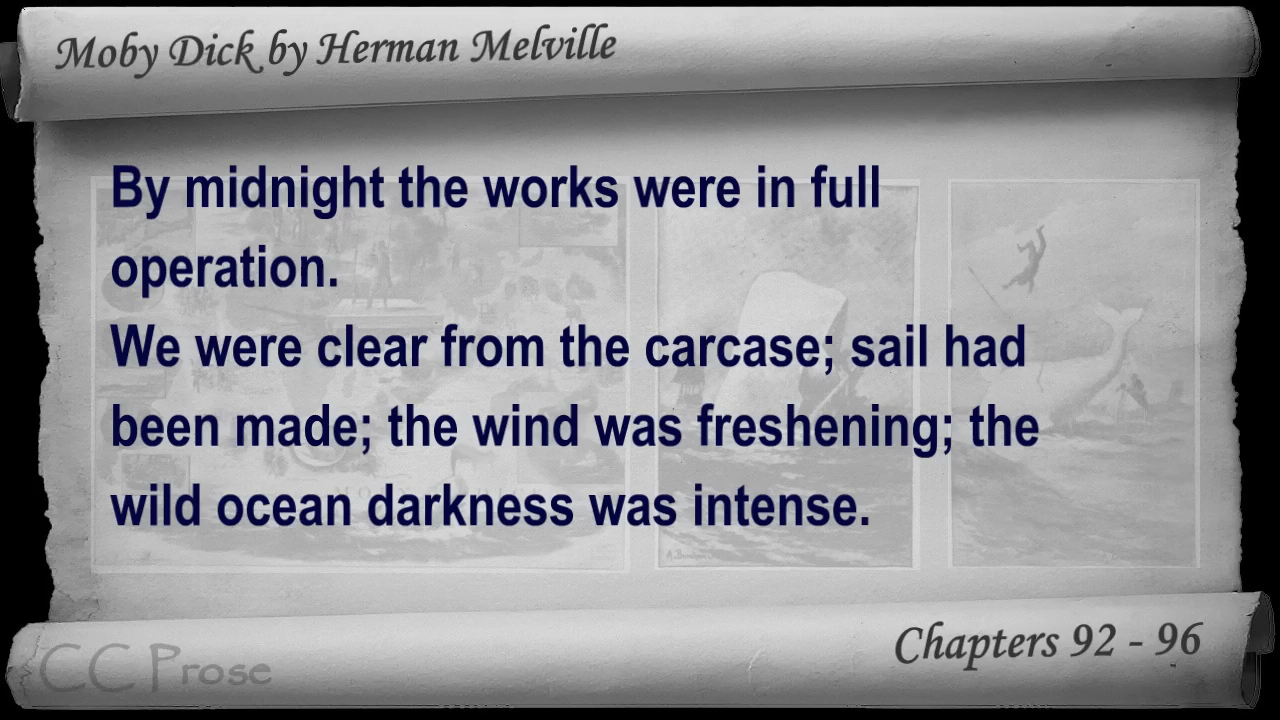 Moby Dick by Herman Melville
By midnight the works were in full
operation.
We were clear from the carcase; sail had
been made; the wind was freshening; the
wild ocean darkness was intense.
Chapters 92 - 96
CC Prose